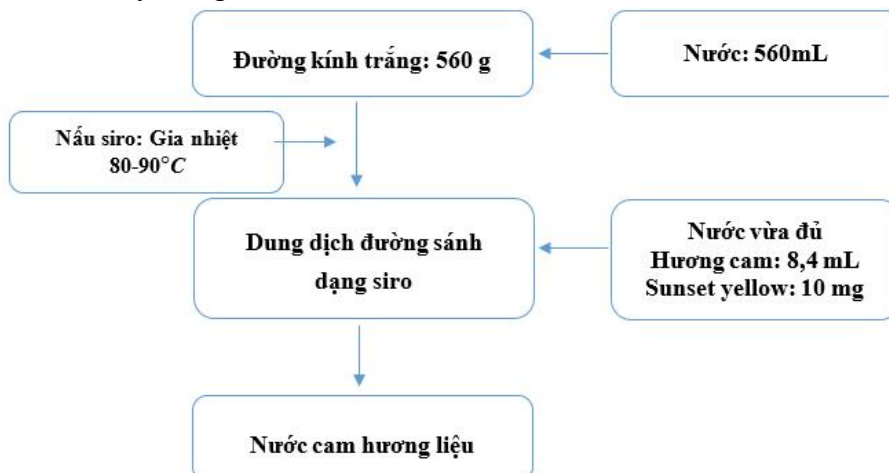 Đường kính trắng: 560 g
Nước: 560mL
Nấu siro: Gia nhiệt
80-90°C
Dung dịch đường sánh
dạng siro
Nước vừa đủ
Hương cam: 8,4 mL
Sunset yellow: 10 mg
Nước cam hương liệu